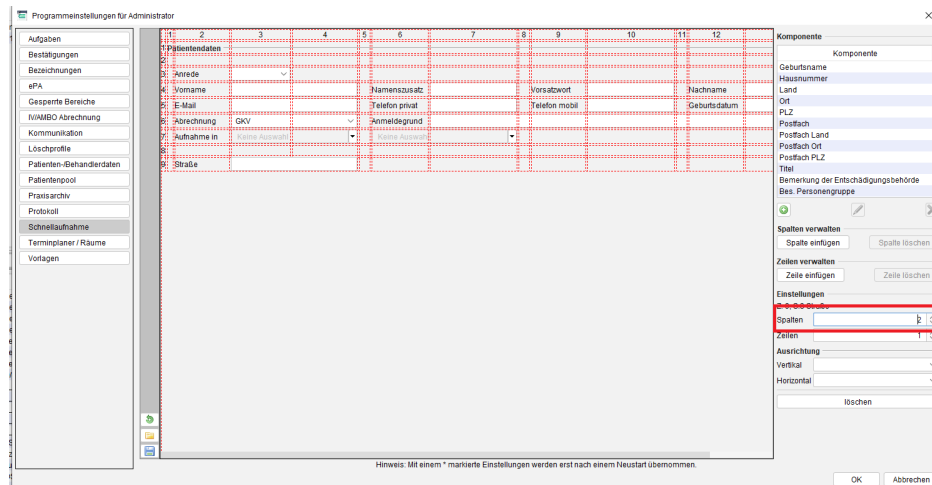 Programmeinstellungen für Administrator
Aufgaben
Bestätigungen
Bezeichnungen
ePA
Gesperrte Bereiche
IV/AMBO Abrechnung
Kommunikation
Löschprofile
Patienten-/Behandlerdaten
Patientenpool
Praxisarchiv
Protokoll
Schnellaufnahme
Terminplaner / Räume
Vorlagen
1 2 3 4 5 6 7 8 9 10 11 12
1 Patientendaten
2
3 Anrede
4 Vorname Namenszusatz Vorsatzwort Nachname
5 E-Mail Telefon privat Telefon mobil Geburtsdatum
6 Abrechnung GKV Anmeldegrund
7 Aufnahme in Keine Auswahl Keine Auswahl
8
9 Straße
Komponente
Komponente
Geburtsname
Hausnummer
Land
Ort
PLZ
Postfach
Postfach Land
Postfach Ort
Postfach PLZ
Titel
Bemerkung der Entschädigungsbehörde
Bes. Personengruppe
Spalten verwalten
Spalte einfügen Spalte löschen
Zeilen verwalten
Zeile einfügen Zeile löschen
Einstellungen
Spalten 2
Zeilen 1
Ausrichtung
Vertikal
Horizontal
löschen
Hinweis: Mit einem * markierte Einstellungen werden erst nach einem Neustart übernommen.
OK Abbrechen